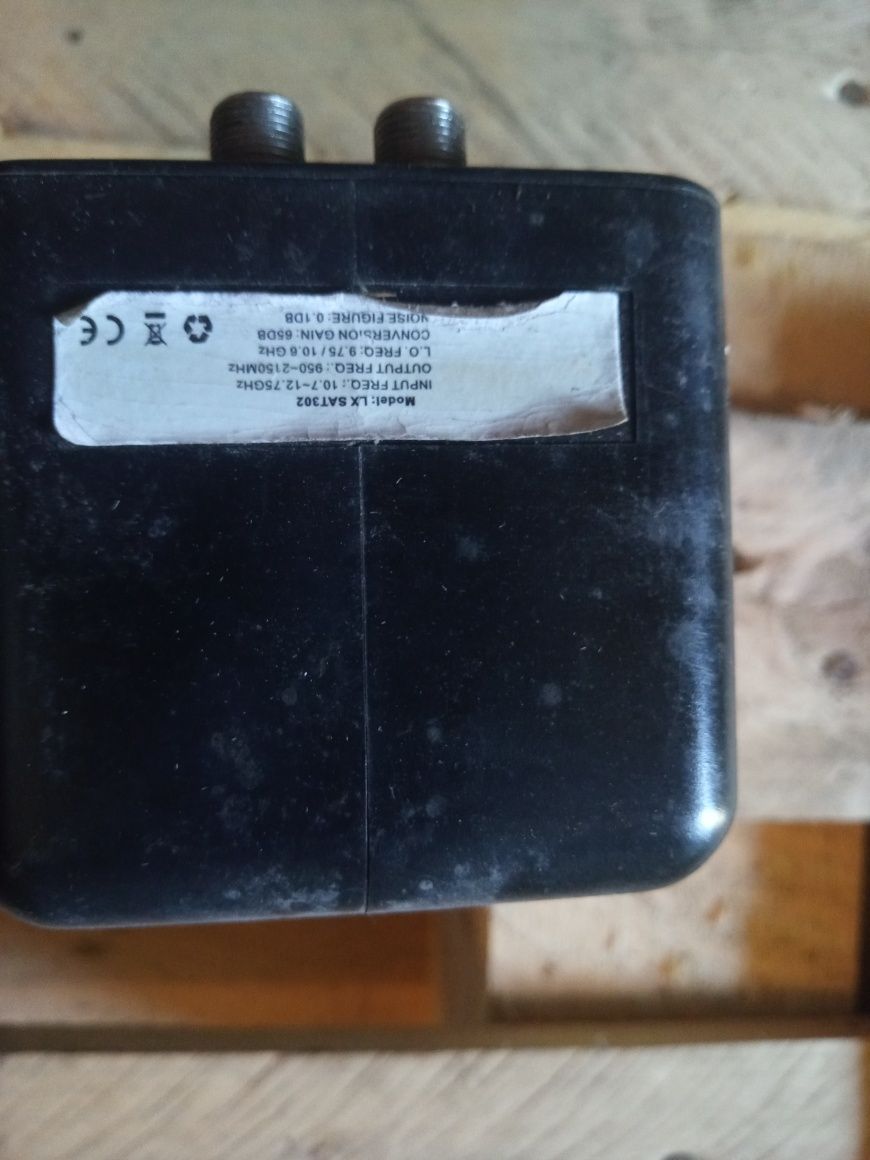 Model: LX SAT302
INPUT FREQ.: 10.7~12.75GHz
OUTPUT FREQ.: 950~2150MHz
L.O. FREQ: 9.75 / 10.6 GHz
CONVERSION GAIN: 65DB
NOISE FIGURE: 0.1DB
CE